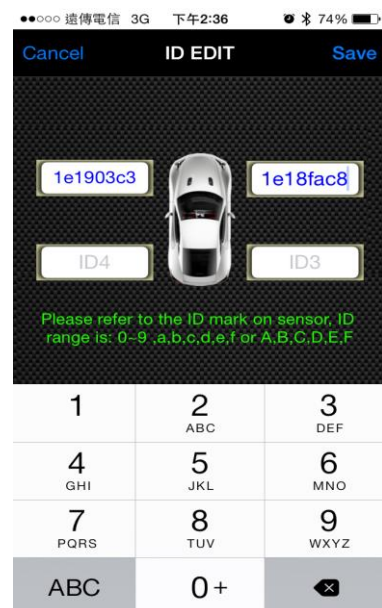 遠傳電信 3G 下午2:36 74%
Cancel ID EDIT Save
1e1903c3 1e18fac8
ID4 ID3
Please refer to the ID mark on sensor, ID
range is: 0~9 ,a,b,c,d,e,f or A,B,C,D,E,F
1 2 3
ABC DEF
4 5 6
GHI JKL MNO
7 8 9
PQRS TUV WXYZ
ABC 0+